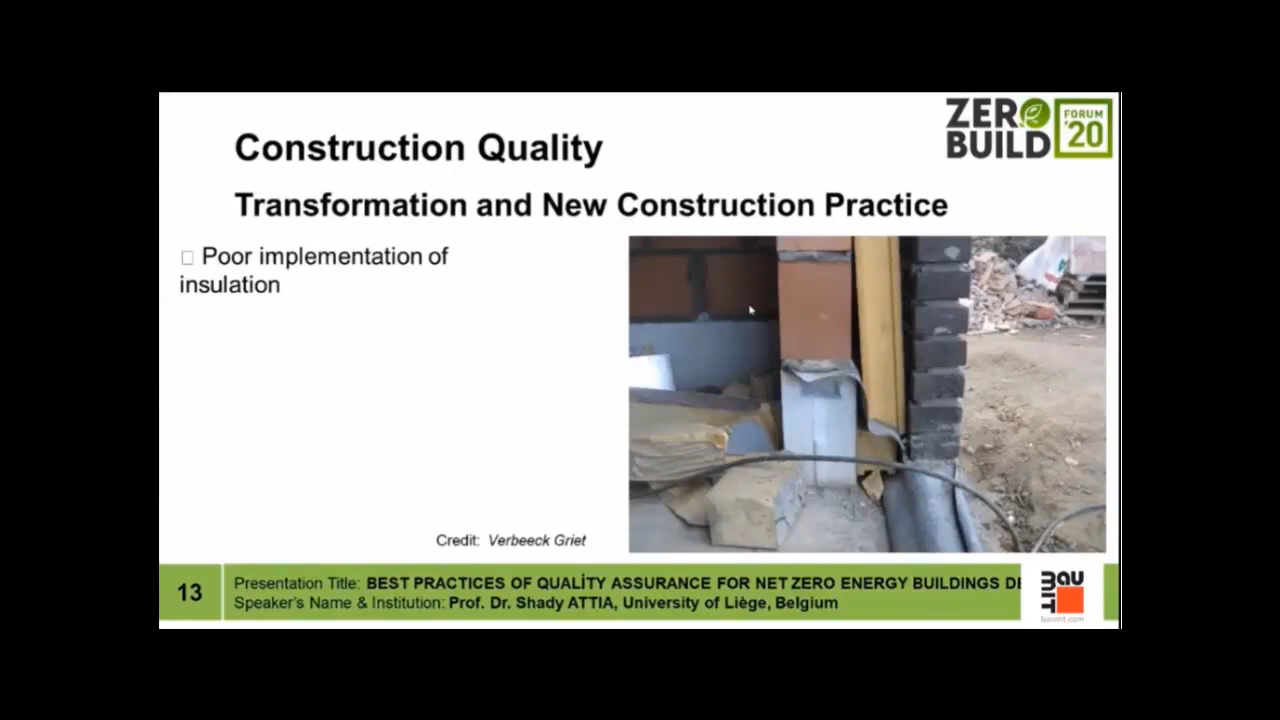 ZERO
BUILD
FORUM
'20
Construction Quality
Transformation and New Construction Practice
Poor implementation of
insulation
Credit: Verbeeck Griet
13
Presentation Title: BEST PRACTICES OF QUALİTY ASSURANCE FOR NET ZERO ENERGY BUILDINGS DE
Speaker's Name & Institution: Prof. Dr. Shady ATTIA, University of Liège, Belgium
bauMit
baumit.com